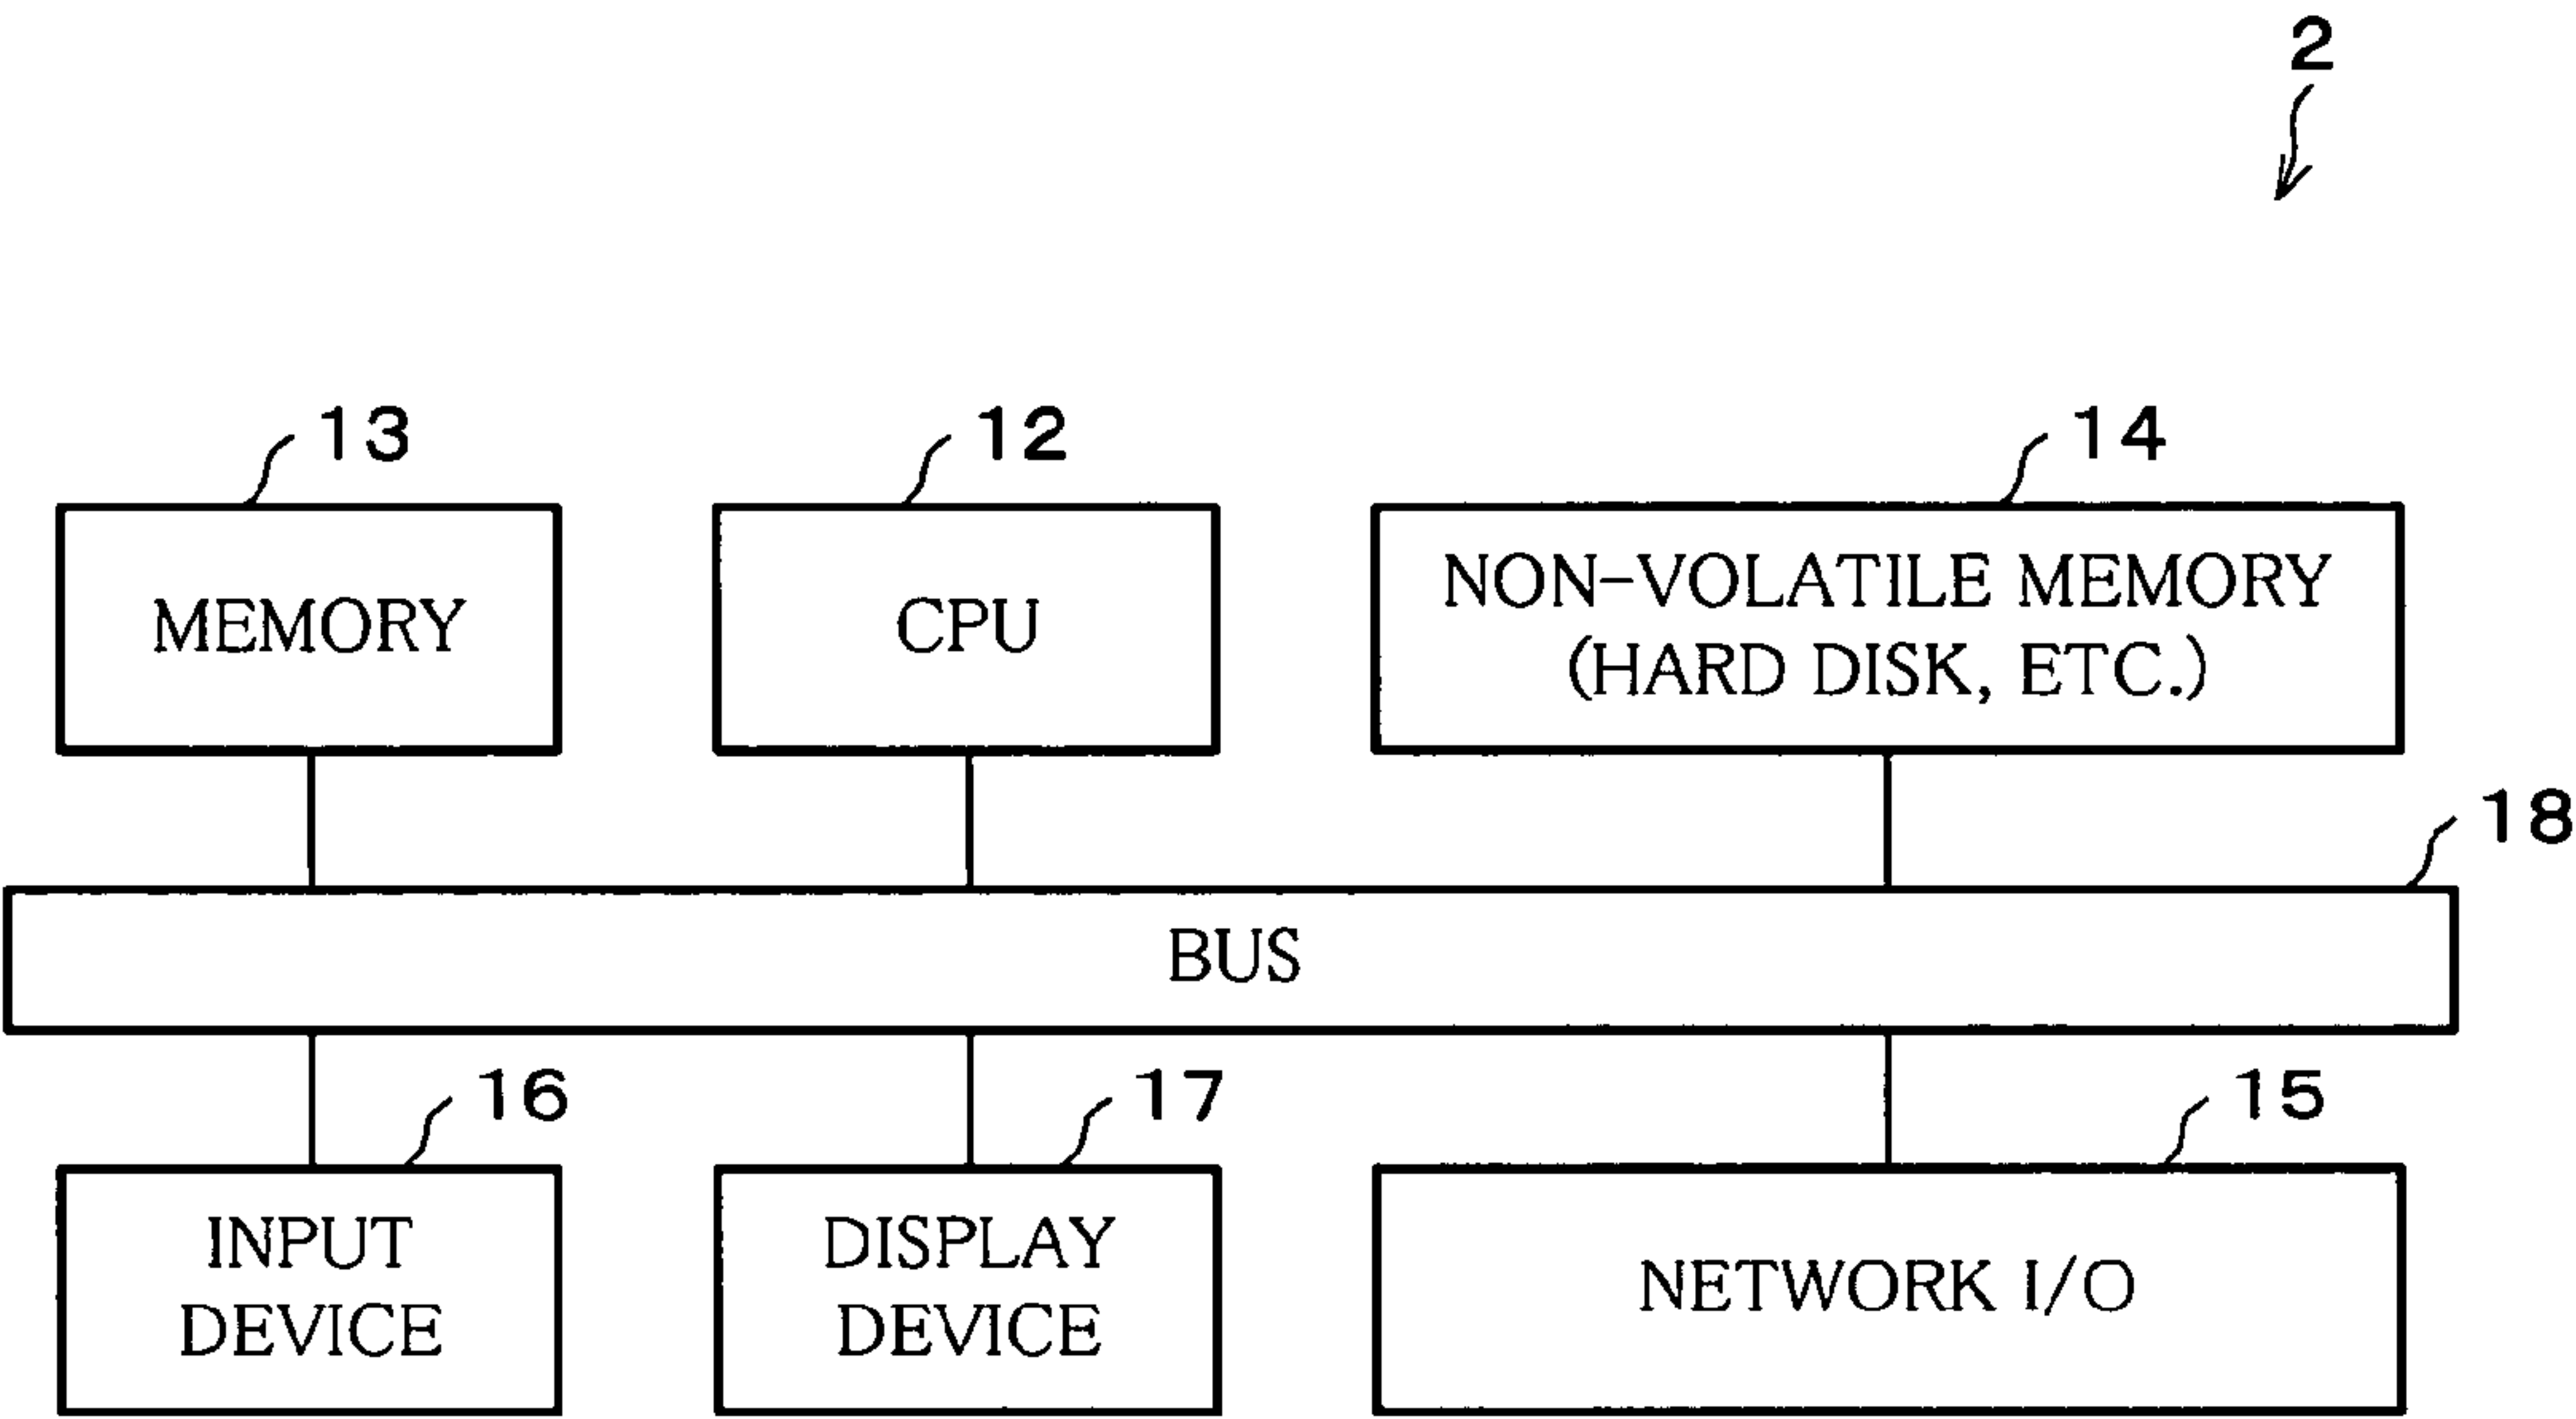 2
13
12
14
MEMORY
CPU
NON-VOLATILE MEMORY
(HARD DISK, ETC.)
18
BUS
16
17
15
INPUT
DEVICE
DISPLAY
DEVICE
NETWORK I/O